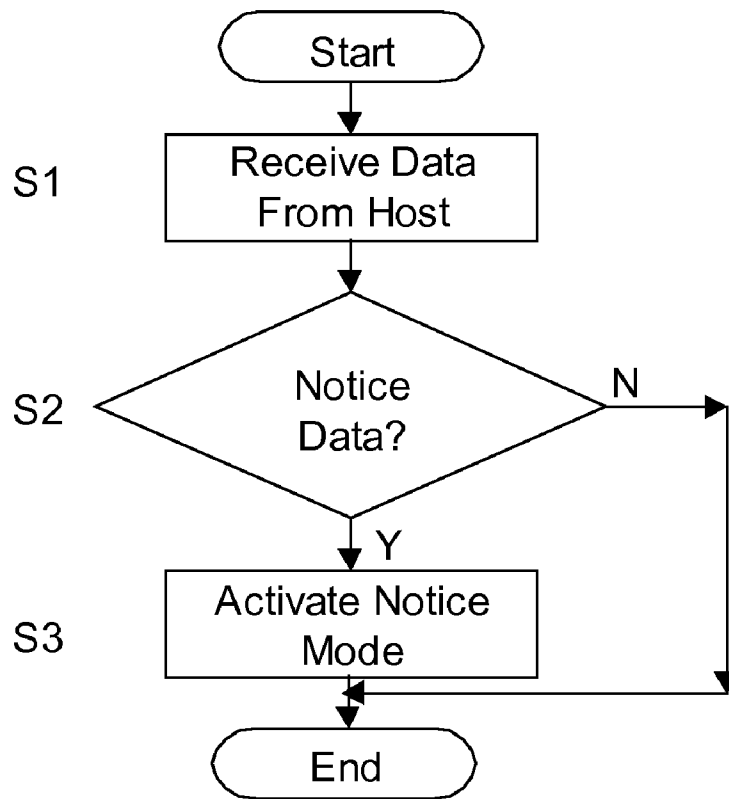 Start
S1
Receive Data
From Host
S2
Notice
Data?
N
Y
S3
Activate Notice
Mode
End